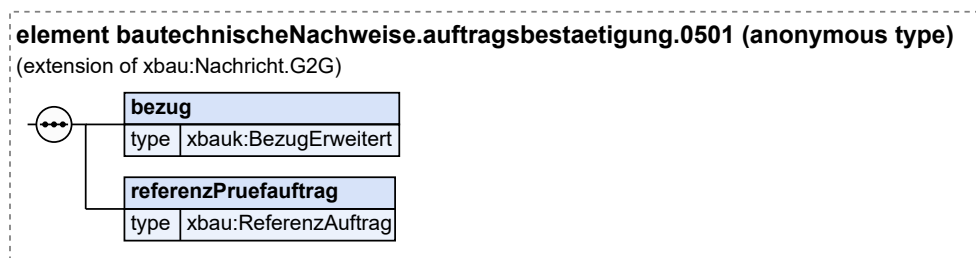 element bautechnischeNachweise.auftragsbestaetigung.0501 (anonymous type)
(extension of xbau:Nachricht.G2G)
bezug
type xbauk:BezugErweitert
referenzPruefauftrag
type xbau:ReferenzAuftrag